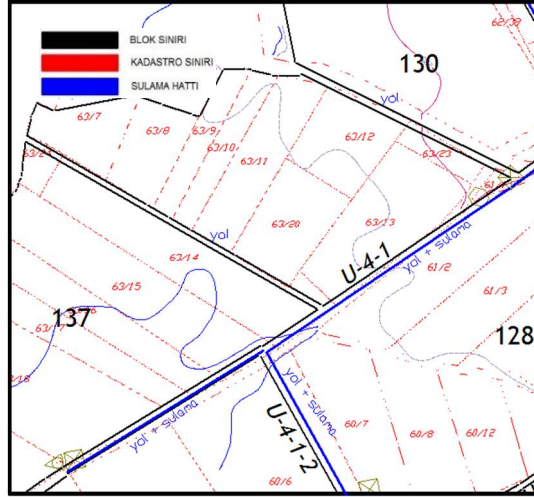 BLOK SINIRI
KADASTRO SINIRI
SULAMA HATTI
62/38
130
yol
63/7
63/8
63/9
63/10
63/11
63/12
63/23
63/20
63/13
yol
U-4-1
yol + sulama
61/2
61/3
63/14
63/15
137
128
yol + sulama
yol + sulama
U-4-1-2
60/7
60/8
60/12
60/6